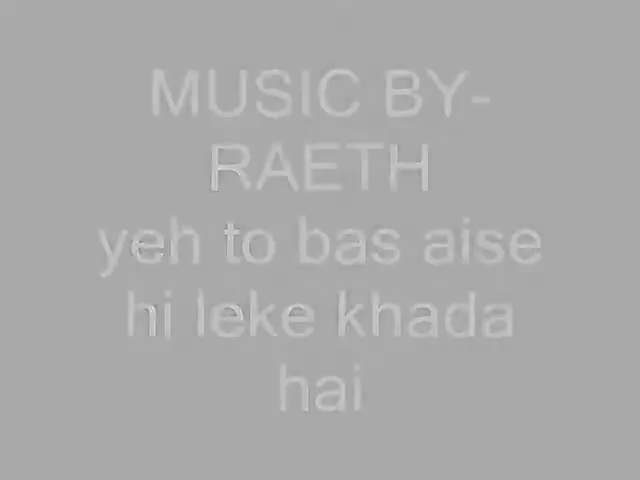 MUSIC BY-
RAETH
yeh to bas aise
hi leke khada
hai